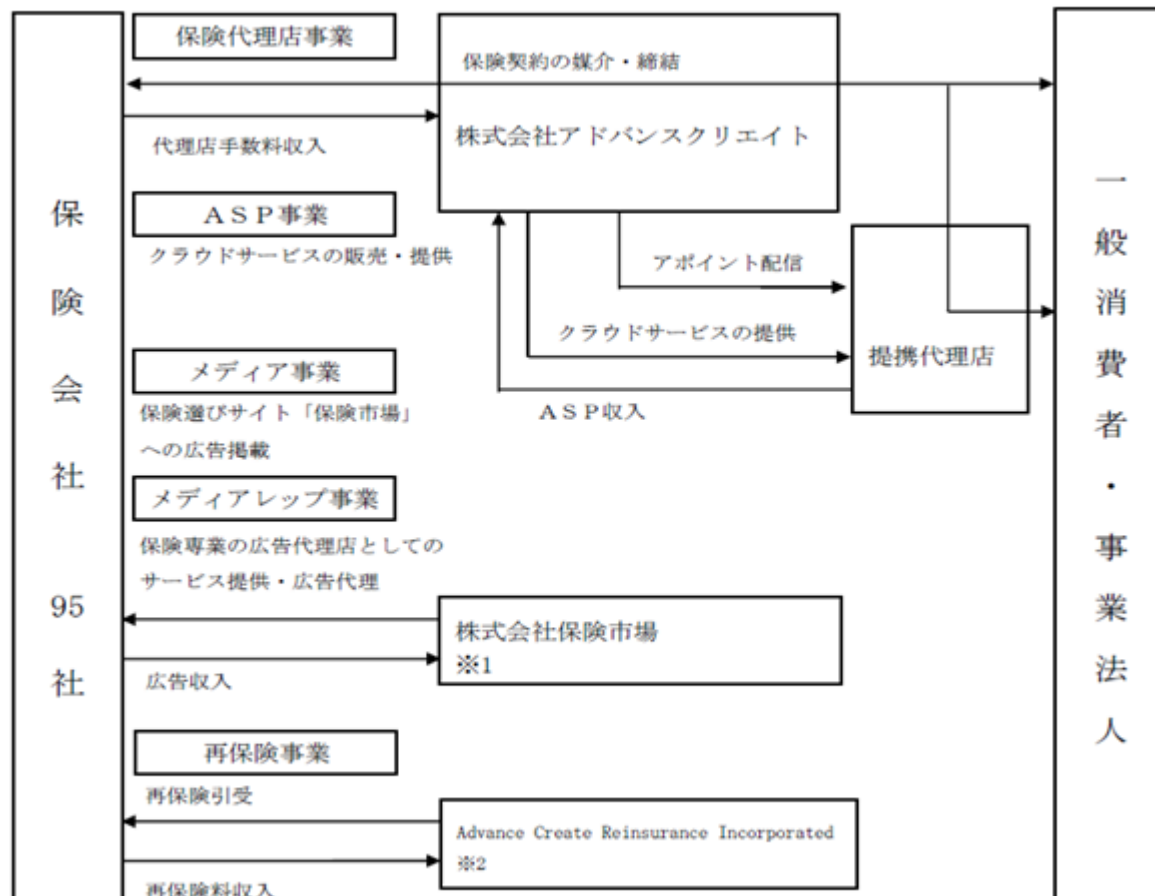 保険会社95社
保険代理店事業
保険契約の媒介・締結
代理店手数料収入
株式会社アドバンスクリエイト
ASP事業
クラウドサービスの販売・提供
アポイント配信
クラウドサービスの提供
ASP収入
提携代理店
メディア事業
保険選びサイト「保険市場」
への広告掲載
メディアレップ事業
保険専業の広告代理店としての
サービス提供・広告代理
広告収入
株式会社保険市場
※1
再保険事業
再保険引受
Advance Create Reinsurance Incorporated
※2
再保険料収入
一般消費者・事業法人